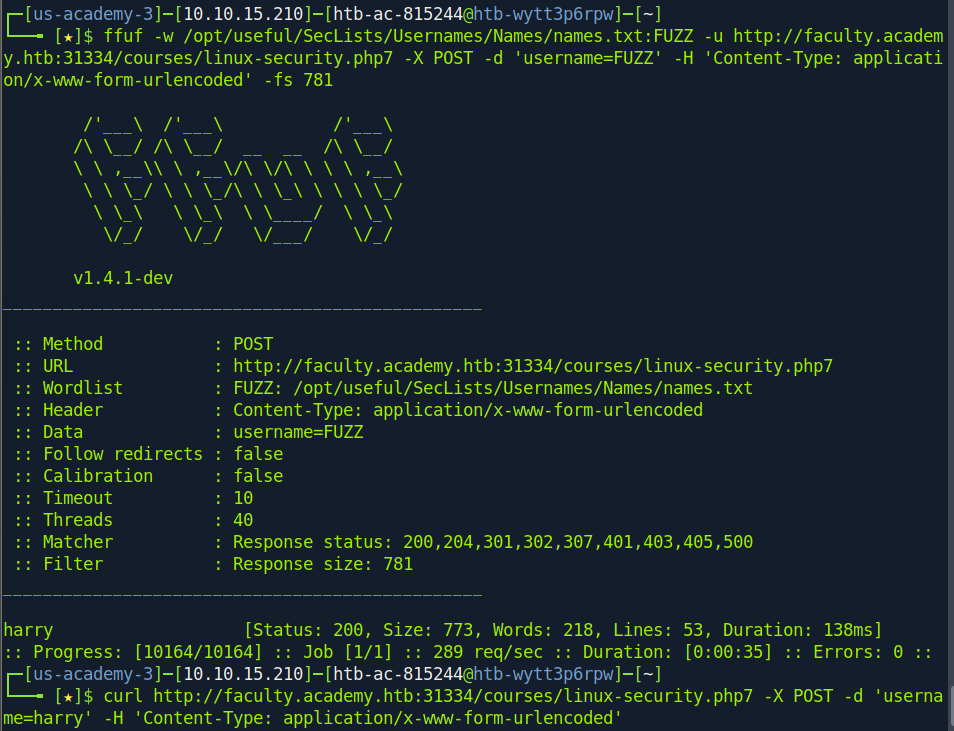 ┌─[us-academy-3]─[10.10.15.210]─[htb-ac-815244@htb-wytt3p6rpw]─[~]
└──╼ [★]$ ffuf -w /opt/useful/SecLists/Usernames/Names/names.txt:FUZZ -u http://faculty.academ
y.htb:31334/courses/linux-security.php7 -X POST -d 'username=FUZZ' -H 'Content-Type: applicati
on/x-www-form-urlencoded' -fs 781
        /'___\  /'___\           /'___\
       /\ \__/ /\ \__/  __  __  /\ \__/
       \ \ ,__\\ \ ,__\/\ \/\ \ \ \ ,__\
        \ \ \_/ \ \ \_/\ \ \_\ \ \ \ \_/
         \ \_\   \ \_\  \ \____/  \ \_\
          \/_/    \/_/   \/___/    \/_/
       v1.4.1-dev
________________________________________________
 :: Method           : POST
 :: URL              : http://faculty.academy.htb:31334/courses/linux-security.php7
 :: Wordlist         : FUZZ: /opt/useful/SecLists/Usernames/Names/names.txt
 :: Header           : Content-Type: application/x-www-form-urlencoded
 :: Data             : username=FUZZ
 :: Follow redirects : false
 :: Calibration      : false
 :: Timeout          : 10
 :: Threads          : 40
 :: Matcher          : Response status: 200,204,301,302,307,401,403,405,500
 :: Filter           : Response size: 781
________________________________________________
harry                   [Status: 200, Size: 773, Words: 218, Lines: 53, Duration: 138ms]
:: Progress: [10164/10164] :: Job [1/1] :: 289 req/sec :: Duration: [0:00:35] :: Errors: 0 ::
┌─[us-academy-3]─[10.10.15.210]─[htb-ac-815244@htb-wytt3p6rpw]─[~]
└──╼ [★]$ curl http://faculty.academy.htb:31334/courses/linux-security.php7 -X POST -d 'userna
me=harry' -H 'Content-Type: application/x-www-form-urlencoded'